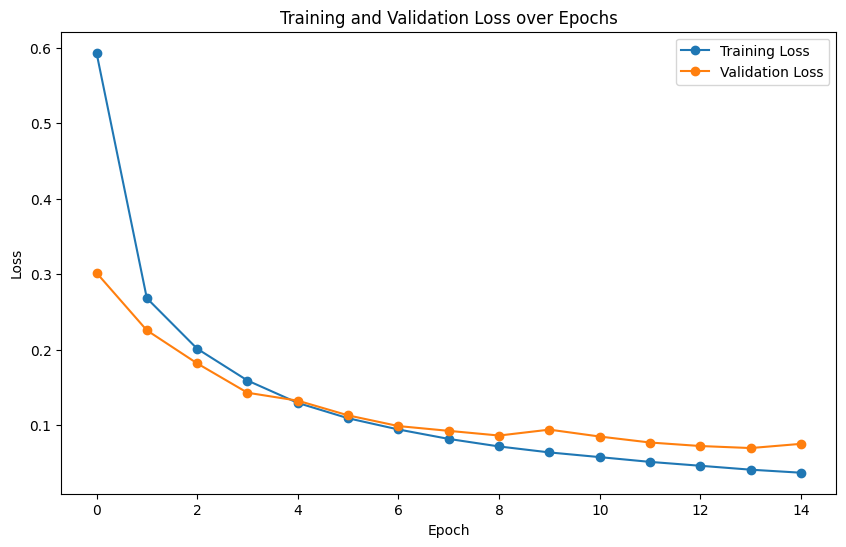 Training and Validation Loss over Epochs
Training Loss
Validation Loss
0.6
0.5
0.4
0.3
0.2
0.1
Loss
0 2 4 6 8 10 12 14
Epoch